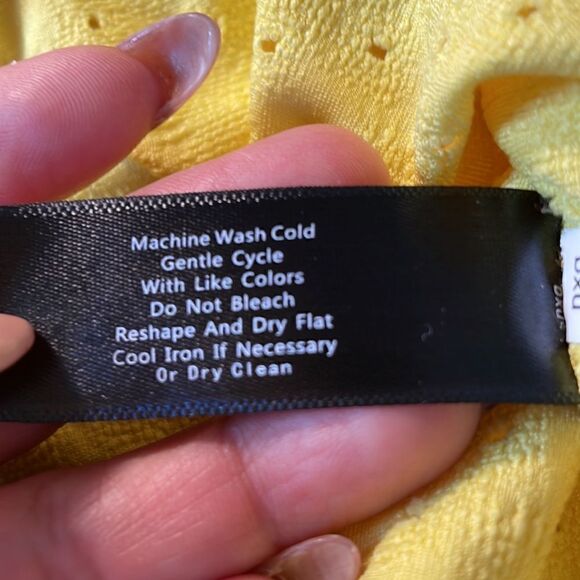 Machine Wash Cold
Gentle Cycle
With Like Colors
Do Not Bleach
Reshape And Dry Flat
Cool Iron If Necessary
Or Dry Clean